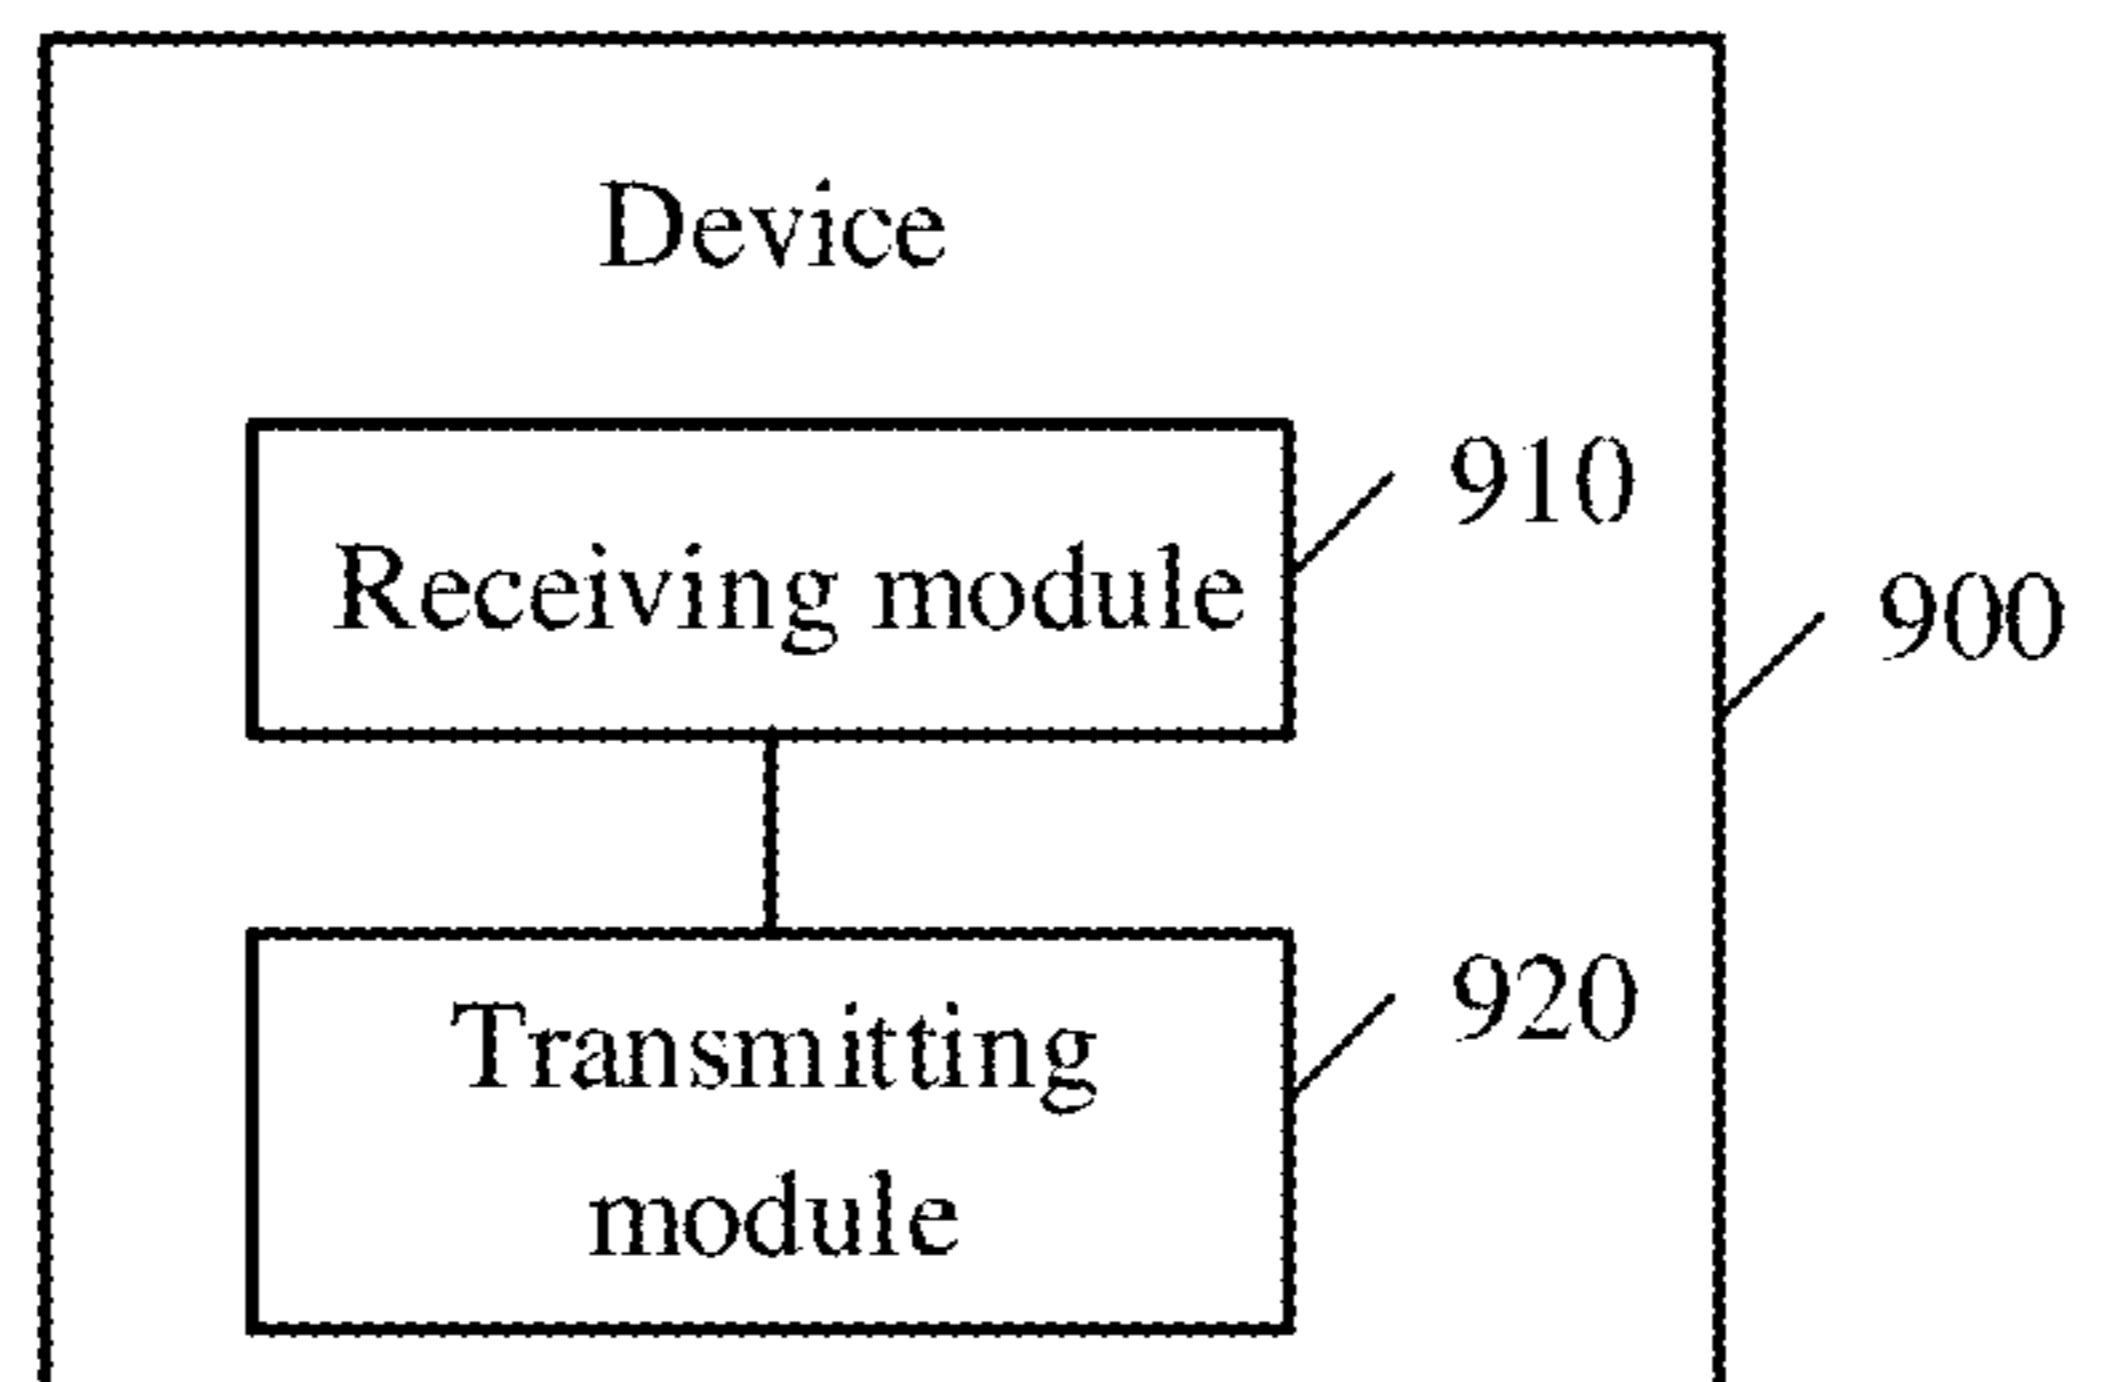 Device
910
Receiving module
900
920
Transmitting
module